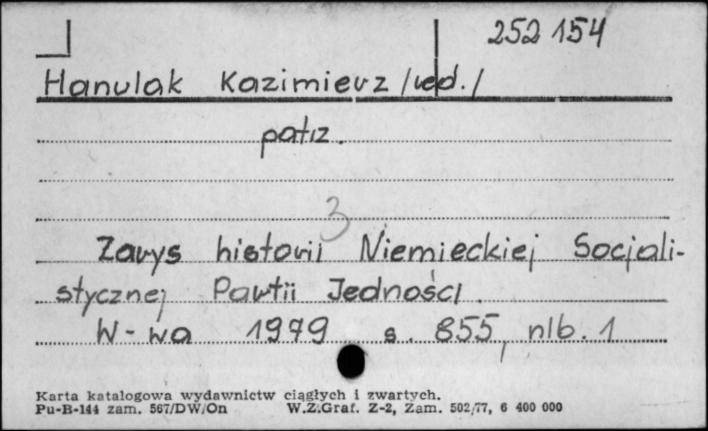 252 154
Hanulak Kazimierz /red./
patrz.
3
Zarys historii Niemieckiej Socjali-
stycznej Partii Jedności.
W-wa 1979 s. 855, nlb. 1
Karta katalogowa wydawnictw ciągłych i zwartych.
Pu-B-144 zam. 567/DW/On W.Z.Graf. Z-2, Zam. 502/77, 6 400 000